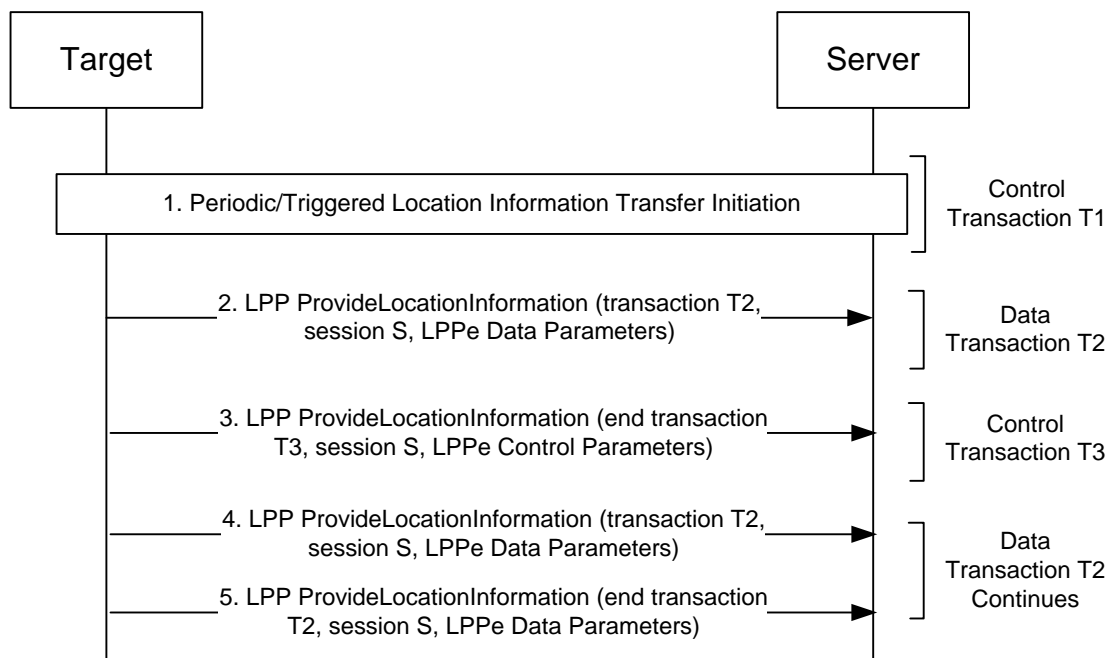 Target
Server
1. Periodic/Triggered Location Information Transfer Initiation
Control
Transaction T1
2. LPP ProvideLocationInformation (transaction T2,
session S, LPPe Data Parameters)
Data
Transaction T2
3. LPP ProvideLocationInformation (end transaction
T3, session S, LPPe Control Parameters)
Control
Transaction T3
4. LPP ProvideLocationInformation (transaction T2,
session S, LPPe Data Parameters)
Data
Transaction T2
Continues
5. LPP ProvideLocationInformation (end transaction
T2, session S, LPPe Data Parameters)